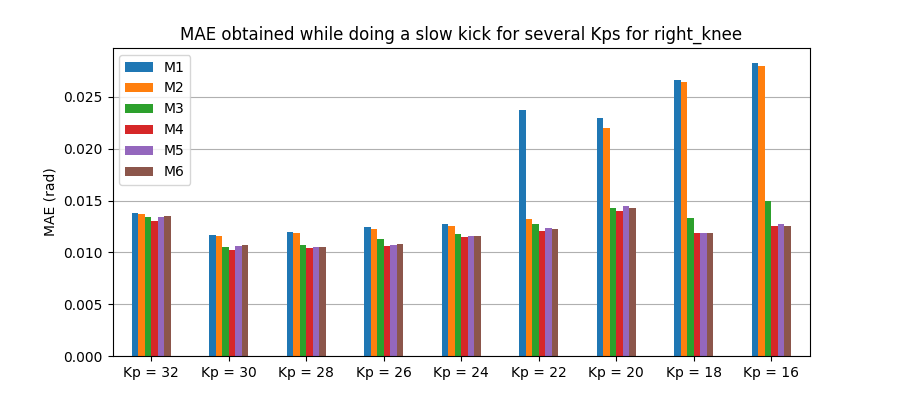 MAE obtained while doing a slow kick for several Kps for right_knee
MAE (rad)
0.025
0.020
0.015
0.010
0.005
0.000
M1
M2
M3
M4
M5
M6
Kp = 32 Kp = 30 Kp = 28 Kp = 26 Kp = 24 Kp = 22 Kp = 20 Kp = 18 Kp = 16